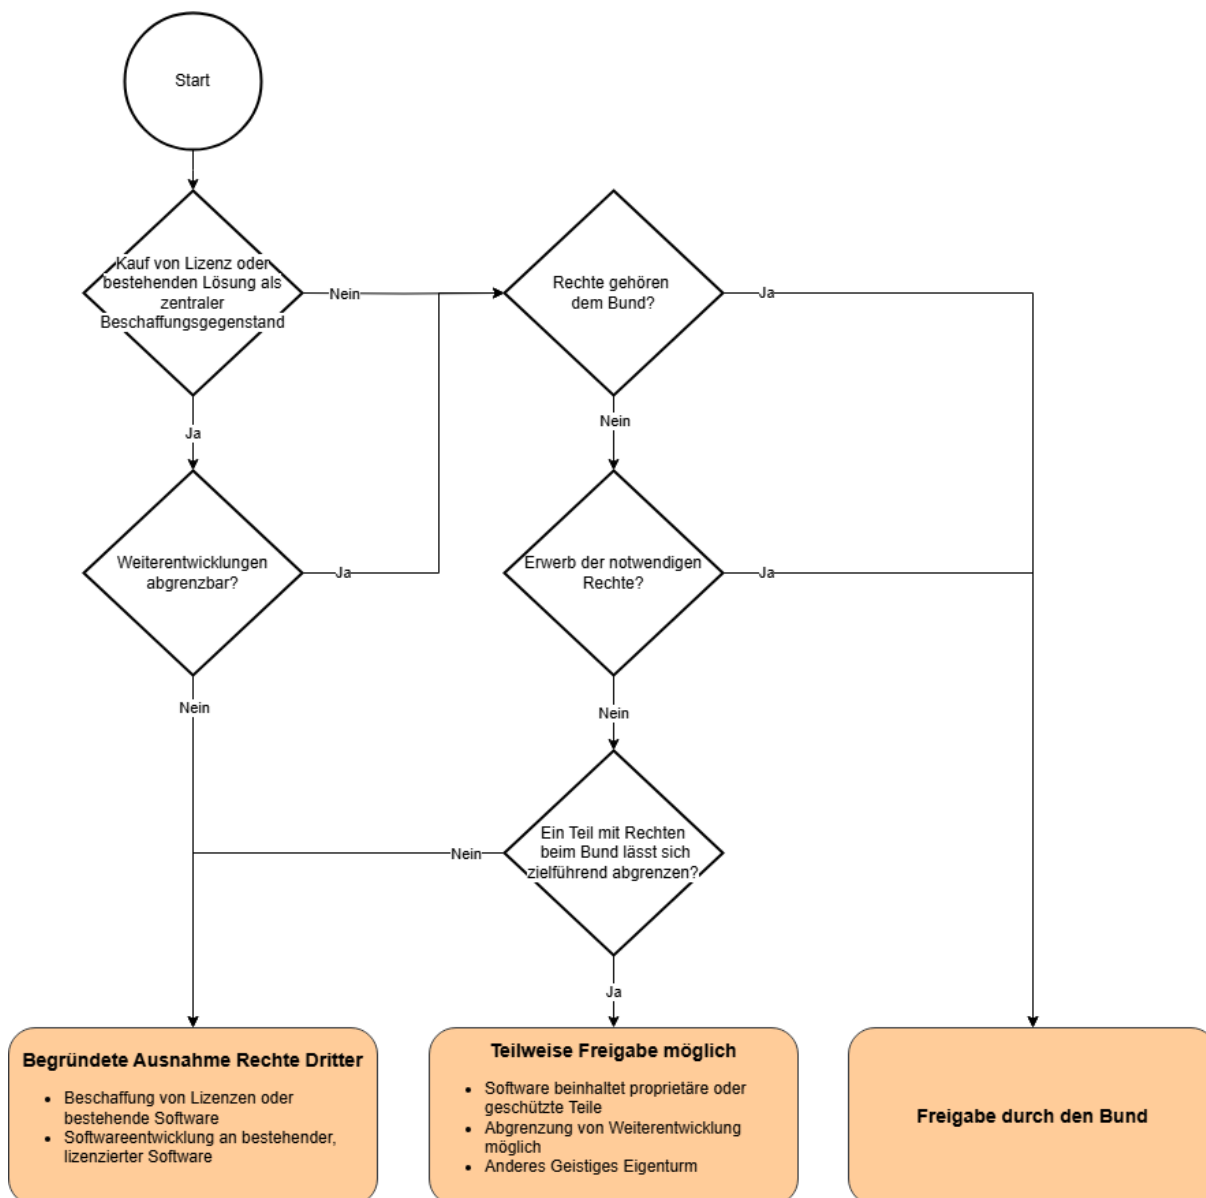 Start
Kauf von Lizenz oder
bestehenden Lösung als
zentraler
Beschaffungsgegenstand
Nein
Rechte gehören
dem Bund?
Ja
Ja
Nein
Weiterentwicklungen
abgrenzbar?
Ja
Erwerb der notwendigen
Rechte?
Ja
Nein
Nein
Ein Teil mit Rechten
beim Bund lässt sich
zielführend abgrenzen?
Nein
Ja
Begründete Ausnahme Rechte Dritter
• Beschaffung von Lizenzen oder
bestehende Software
• Softwareentwicklung an bestehender,
lizenzierter Software
Teilweise Freigabe möglich
• Software beinhaltet proprietäre oder
geschützte Teile
• Abgrenzung von Weiterentwicklung
möglich
• Anderes Geistiges Eigenturm
Freigabe durch den Bund